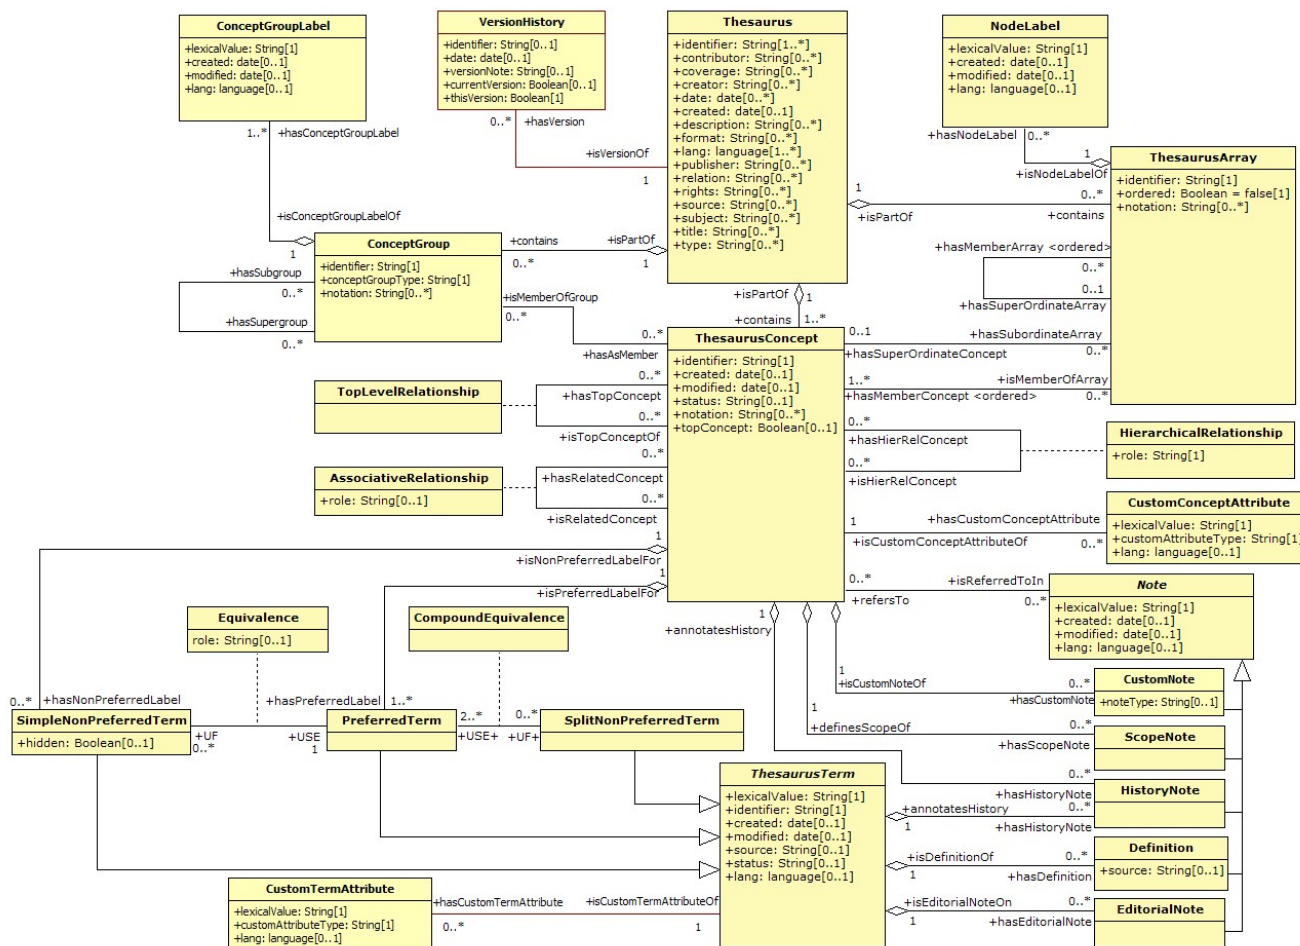 ConceptGroupLabel
+lexicalValue: String[1]
+created: date[0..1]
+modified: date[0..1]
+lang: language[0..1]
1..*
+hasConceptGroupLabel
+isConceptGroupLabelOf
1
VersionHistory
+identifier: String[0..1]
+date: date[0..1]
+versionNote: String[0..1]
+currentVersion: Boolean[0..1]
+thisVersion: Boolean[1]
0..*
+hasVersion
+isVersionOf
1
Thesaurus
+identifier: String[1..*]
+contributor: String[0..*]
+coverage: String[0..*]
+creator: String[0..*]
+date: date[0..*]
+created: date[0..1]
+description: String[0..*]
+format: String[0..*]
+lang: language[1..*]
+publisher: String[0..*]
+relation: String[0..*]
+rights: String[0..*]
+source: String[0..*]
+subject: String[0..*]
+title: String[0..*]
+type: String[0..*]
NodeLabel
+lexicalValue: String[1]
+created: date[0..1]
+modified: date[0..1]
+lang: language[0..1]
+hasNodeLabel
0..*
1
+isNodeLabelOf
ThesaurusArray
+identifier: String[1]
+ordered: Boolean = false[1]
+notation: String[0..*]
1
+isPartOf
0..*
+contains
+hasMemberArray <ordered>
0..*
0..1
+hasSuperOrdinateArray
ConceptGroup
+identifier: String[1]
+conceptGroupType: String[1]
+notation: String[0..*]
+hasSubgroup
0..*
+hasSupergroup
0..*
+contains
0..*
+isPartOf
1
+isMemberOfGroup
0..*
0..*
+hasAsMember
+isPartOf
1
+contains
1..*
ThesaurusConcept
+identifier: String[1]
+created: date[0..1]
+modified: date[0..1]
+status: String[0..1]
+notation: String[0..*]
+topConcept: Boolean[0..1]
0..1
+hasSubordinateArray
+hasSuperOrdinateConcept
0..*
1..*
+isMemberOfArray
+hasMemberConcept <ordered>
0..*
TopLevelRelationship
0..*
+hasTopConcept
0..*
+isTopConceptOf
AssociativeRelationship
+role: String[0..1]
0..*
+hasRelatedConcept
0..*
+isRelatedConcept
0..*
+hasHierRelConcept
0..*
+isHierRelConcept
HierarchicalRelationship
+role: String[1]
1
+hasCustomConceptAttribute
+isCustomConceptAttributeOf
0..*
CustomConceptAttribute
+lexicalValue: String[1]
+customAttributeType: String[1]
+lang: language[0..1]
1
+isNonPreferredLabelFor
1
+isPreferredLabelFor
0..*
+isReferredToIn
+refersTo
0..*
Note
+lexicalValue: String[1]
+created: date[0..1]
+modified: date[0..1]
+lang: language[0..1]
Equivalence
role: String[0..1]
CompoundEquivalence
1
+annotatesHistory
1
+isCustomNoteOf
0..*
+hasCustomNote
CustomNote
+noteType: String[0..1]
0..*
+hasNonPreferredLabel
+hasPreferredLabel
1..*
SimpleNonPreferredTerm
+hidden: Boolean[0..1]
+UF
0..*
+USE
1
PreferredTerm
2..*
+USE+
0..*
+UF+
SplitNonPreferredTerm
1
+definesScopeOf
0..*
+hasScopeNote
ScopeNote
0..*
+hasHistoryNote
HistoryNote
ThesaurusTerm
+lexicalValue: String[1]
+identifier: String[1]
+created: date[0..1]
+modified: date[0..1]
+source: String[0..1]
+status: String[0..1]
+lang: language[0..1]
+annotatesHistory
0..*
1
+hasHistoryNote
+isDefinitionOf
0..*
1
+hasDefinition
Definition
+source: String[0..1]
+isEditorialNoteOn
0..*
1
+hasEditorialNote
EditorialNote
CustomTermAttribute
+lexicalValue: String[1]
+customAttributeType: String[1]
+lang: language[0..1]
+hasCustomTermAttribute
0..*
+isCustomTermAttributeOf
1